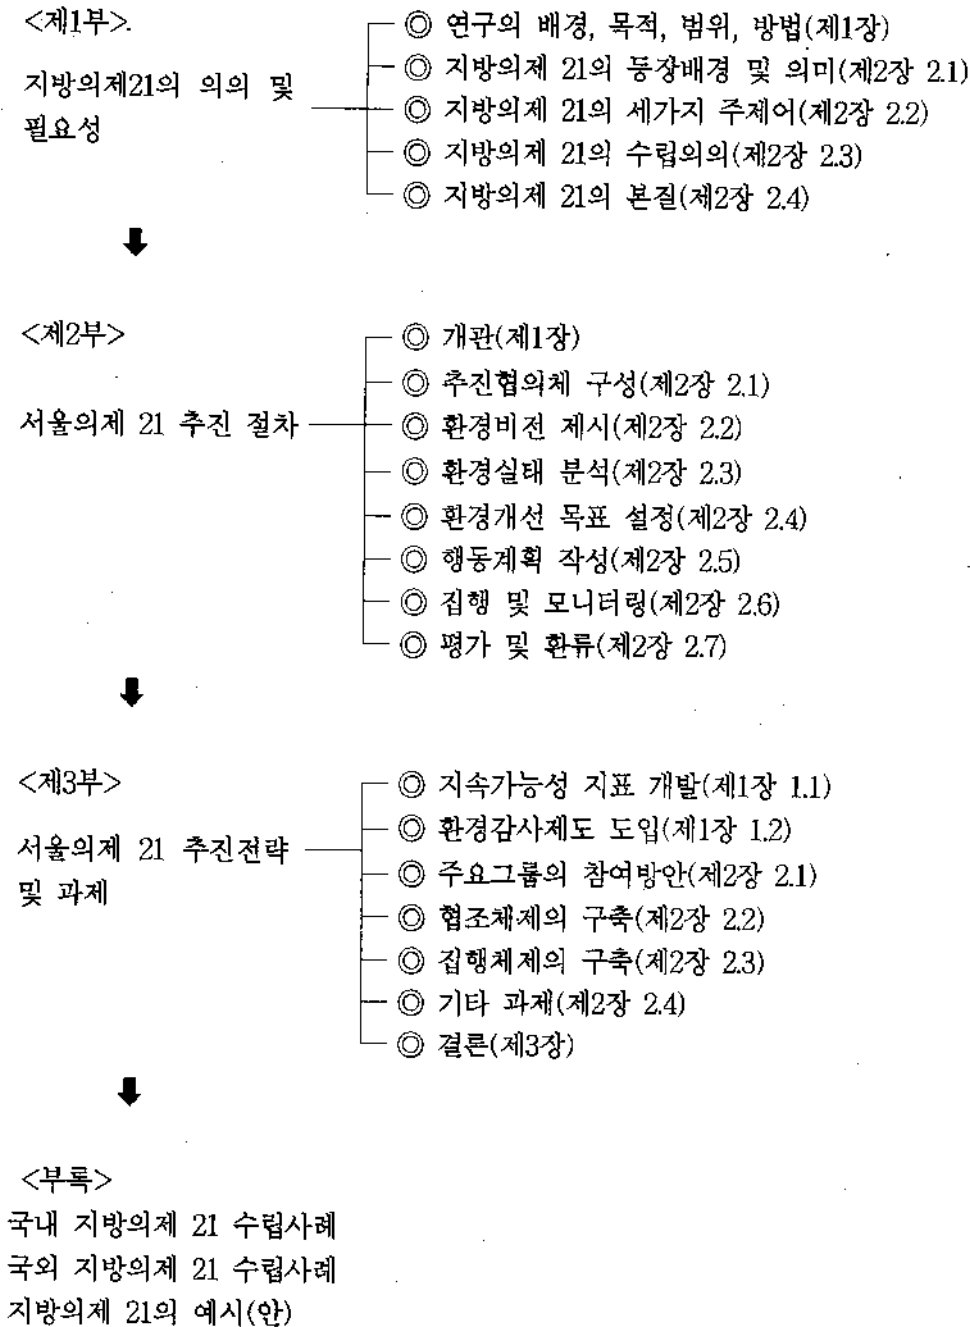 <제1부>
지방의제21의 의의 및
필요성
◎ 연구의 배경, 목적, 범위, 방법(제1장)
◎ 지방의제 21의 등장배경 및 의미(제2장 2.1)
◎ 지방의제 21의 세가지 주제어(제2장 2.2)
◎ 지방의제 21의 수립의의(제2장 2.3)
◎ 지방의제 21의 본질(제2장 2.4)
<제2부>
서울의제 21 추진 절차
◎ 개관(제1장)
◎ 추진협의체 구성(제2장 2.1)
◎ 환경비전 제시(제2장 2.2)
◎ 환경실태 분석(제2장 2.3)
◎ 환경개선 목표 설정(제2장 2.4)
◎ 행동계획 작성(제2장 2.5)
◎ 집행 및 모니터링(제2장 2.6)
◎ 평가 및 환류(제2장 2.7)
<제3부>
서울의제 21 추진전략
및 과제
◎ 지속가능성 지표 개발(제1장 1.1)
◎ 환경감사제도 도입(제1장 1.2)
◎ 주요그룹의 참여방안(제2장 2.1)
◎ 협조체제의 구축(제2장 2.2)
◎ 집행체제의 구축(제2장 2.3)
◎ 기타 과제(제2장 2.4)
◎ 결론(제3장)
<부록>
국내 지방의제 21 수립사례
국외 지방의제 21 수립사례
지방의제 21의 예시(안)